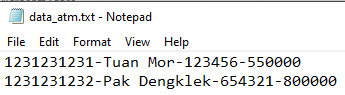 data_atm.txt - Notepad
File Edit Format View Help
1231231231-Tuan Mor-123456-550000
1231231232-Pak Dengklek-654321-800000